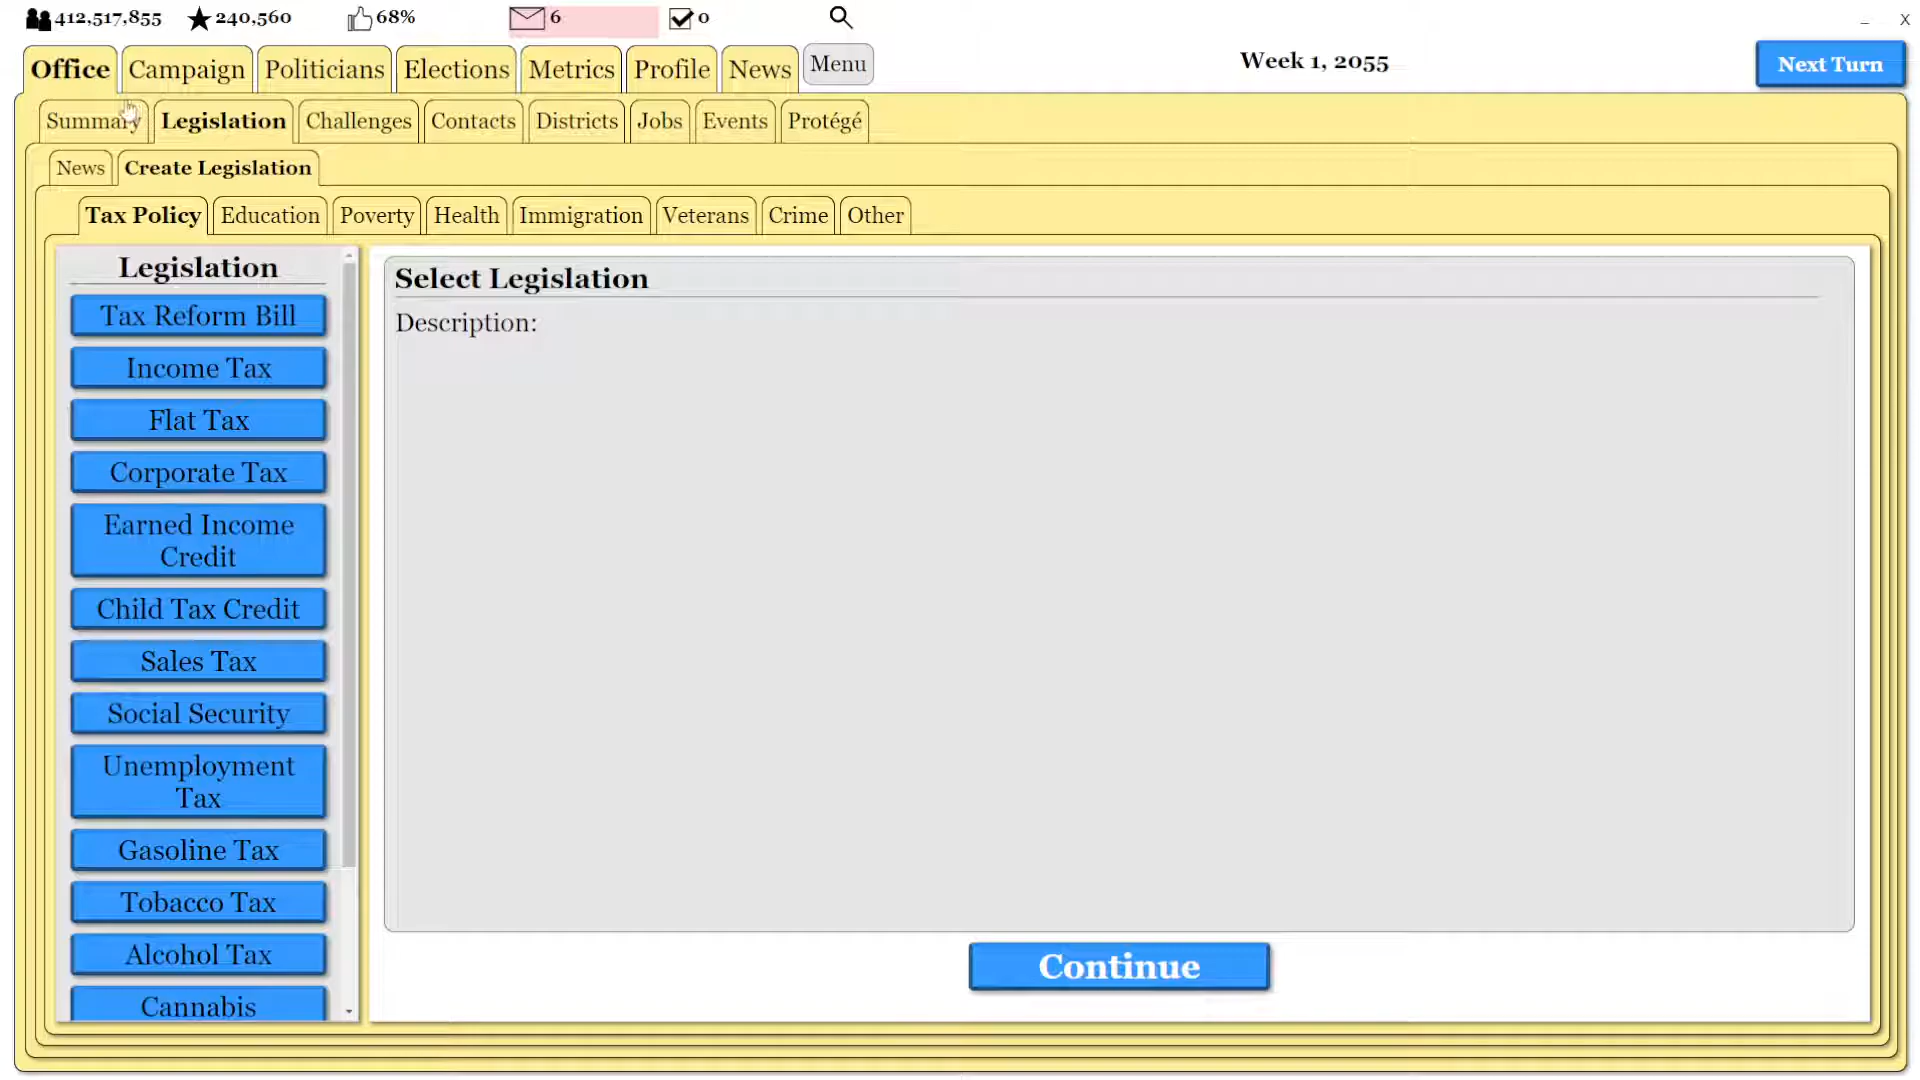 412,517,855 240,560 68% 6 0
_ X
Office Campaign Politicians Elections Metrics Profile News Menu Week 1, 2055 Next Turn
Summary Legislation Challenges Contacts Districts Jobs Events Protégé
News Create Legislation
Tax Policy Education Poverty Health Immigration Veterans Crime Other
Legislation
Tax Reform Bill
Income Tax
Flat Tax
Corporate Tax
Earned Income
Credit
Child Tax Credit
Sales Tax
Social Security
Unemployment
Tax
Gasoline Tax
Tobacco Tax
Alcohol Tax
Cannabis
Select Legislation
Description:
Continue